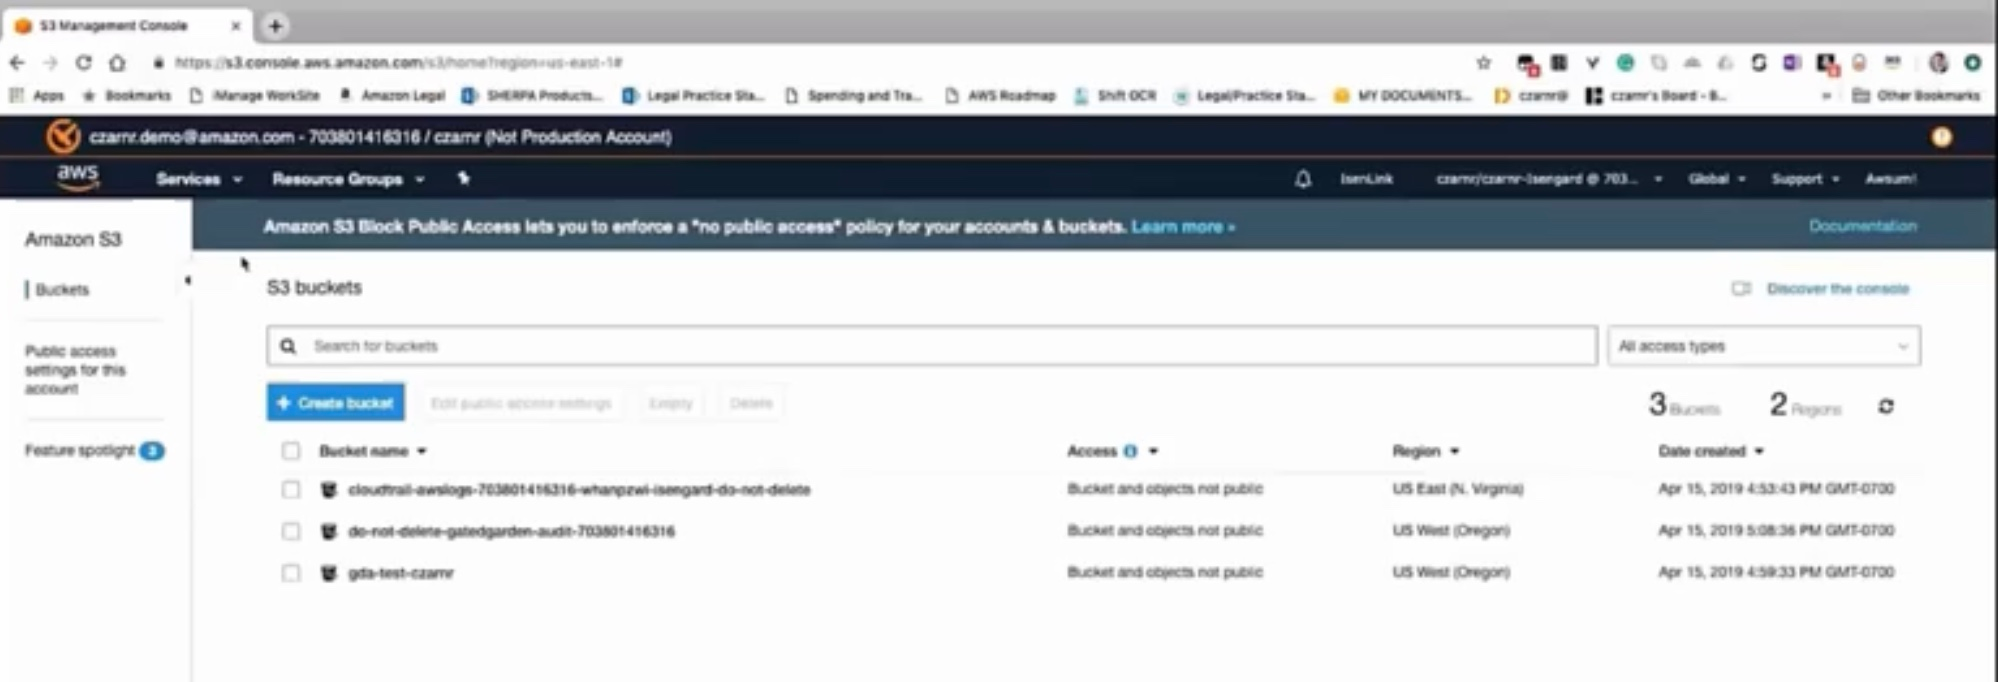 S3 Management Console
https://s3.console.aws.amazon.com/s3/home?region=us-east-1#
Apps Bookmarks iManage WorkSite Amazon Legal SHERPA Products... Legal Practice Sta... Spending and Tra... AWS Roadmap Shift OCR Legal/Practice Sta... MY DOCUMENTS... czarnr@ czarnr's Board - B... » Other Bookmarks
czarnr.demo@amazon.com - 703801416316 / czarnr (Not Production Account)
aws Services Resource Groups IsenLink czarnr/czarnr-Isengard @ 703... Global Support Awsum!
Amazon S3 Block Public Access lets you to enforce a "no public access" policy for your accounts & buckets. Learn more » Documentation
Amazon S3
Buckets
Public access
settings for this
account
Feature spotlight 3
S3 buckets Discover the console
Search for buckets All access types
+ Create bucket Edit public access settings Empty Delete 3 Buckets 2 Regions
Bucket name Access Region Date created
cloudtrail-awslogs-703801416316-whanpzwi-isengard-do-not-delete Bucket and objects not public US East (N. Virginia) Apr 15, 2019 4:53:43 PM GMT-0700
do-not-delete-gatedgarden-audit-703801416316 Bucket and objects not public US West (Oregon) Apr 15, 2019 5:08:36 PM GMT-0700
gda-test-czarnr Bucket and objects not public US West (Oregon) Apr 15, 2019 4:59:33 PM GMT-0700